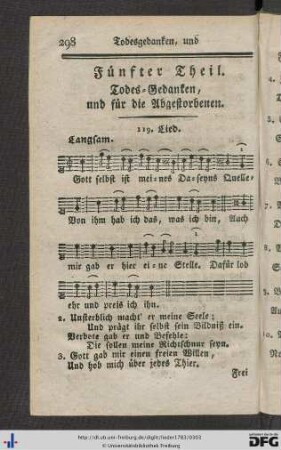 298 Todesgedanken, und
Fünfter Theil.
Todes-Gedanken,
und für die Abgestorbenen.
119. Lied.
Langsam.
Gott selbst ist mei-nes Da-seyns Quelle,
Von ihm hab ich das, was ich bin, Auch
mir gab er hier ei-ne Stelle. Dafür lob
ehr und preis ich ihn.
2. Unsterblich macht' er meine Seele;
Und prägt ihr selbst sein Bildniß ein.
Verbote gab er und Befehle:
Die sollen meine Richtschnur seyn.
3. Gott gab mir einen freien Willen,
Und hob mich über jedes Thier.
Frei
http://dl.ub.uni-freiburg.de/diglit/lieder1783/0303
© Universitätsbibliothek Freiburg
gefördert durch die
DFG